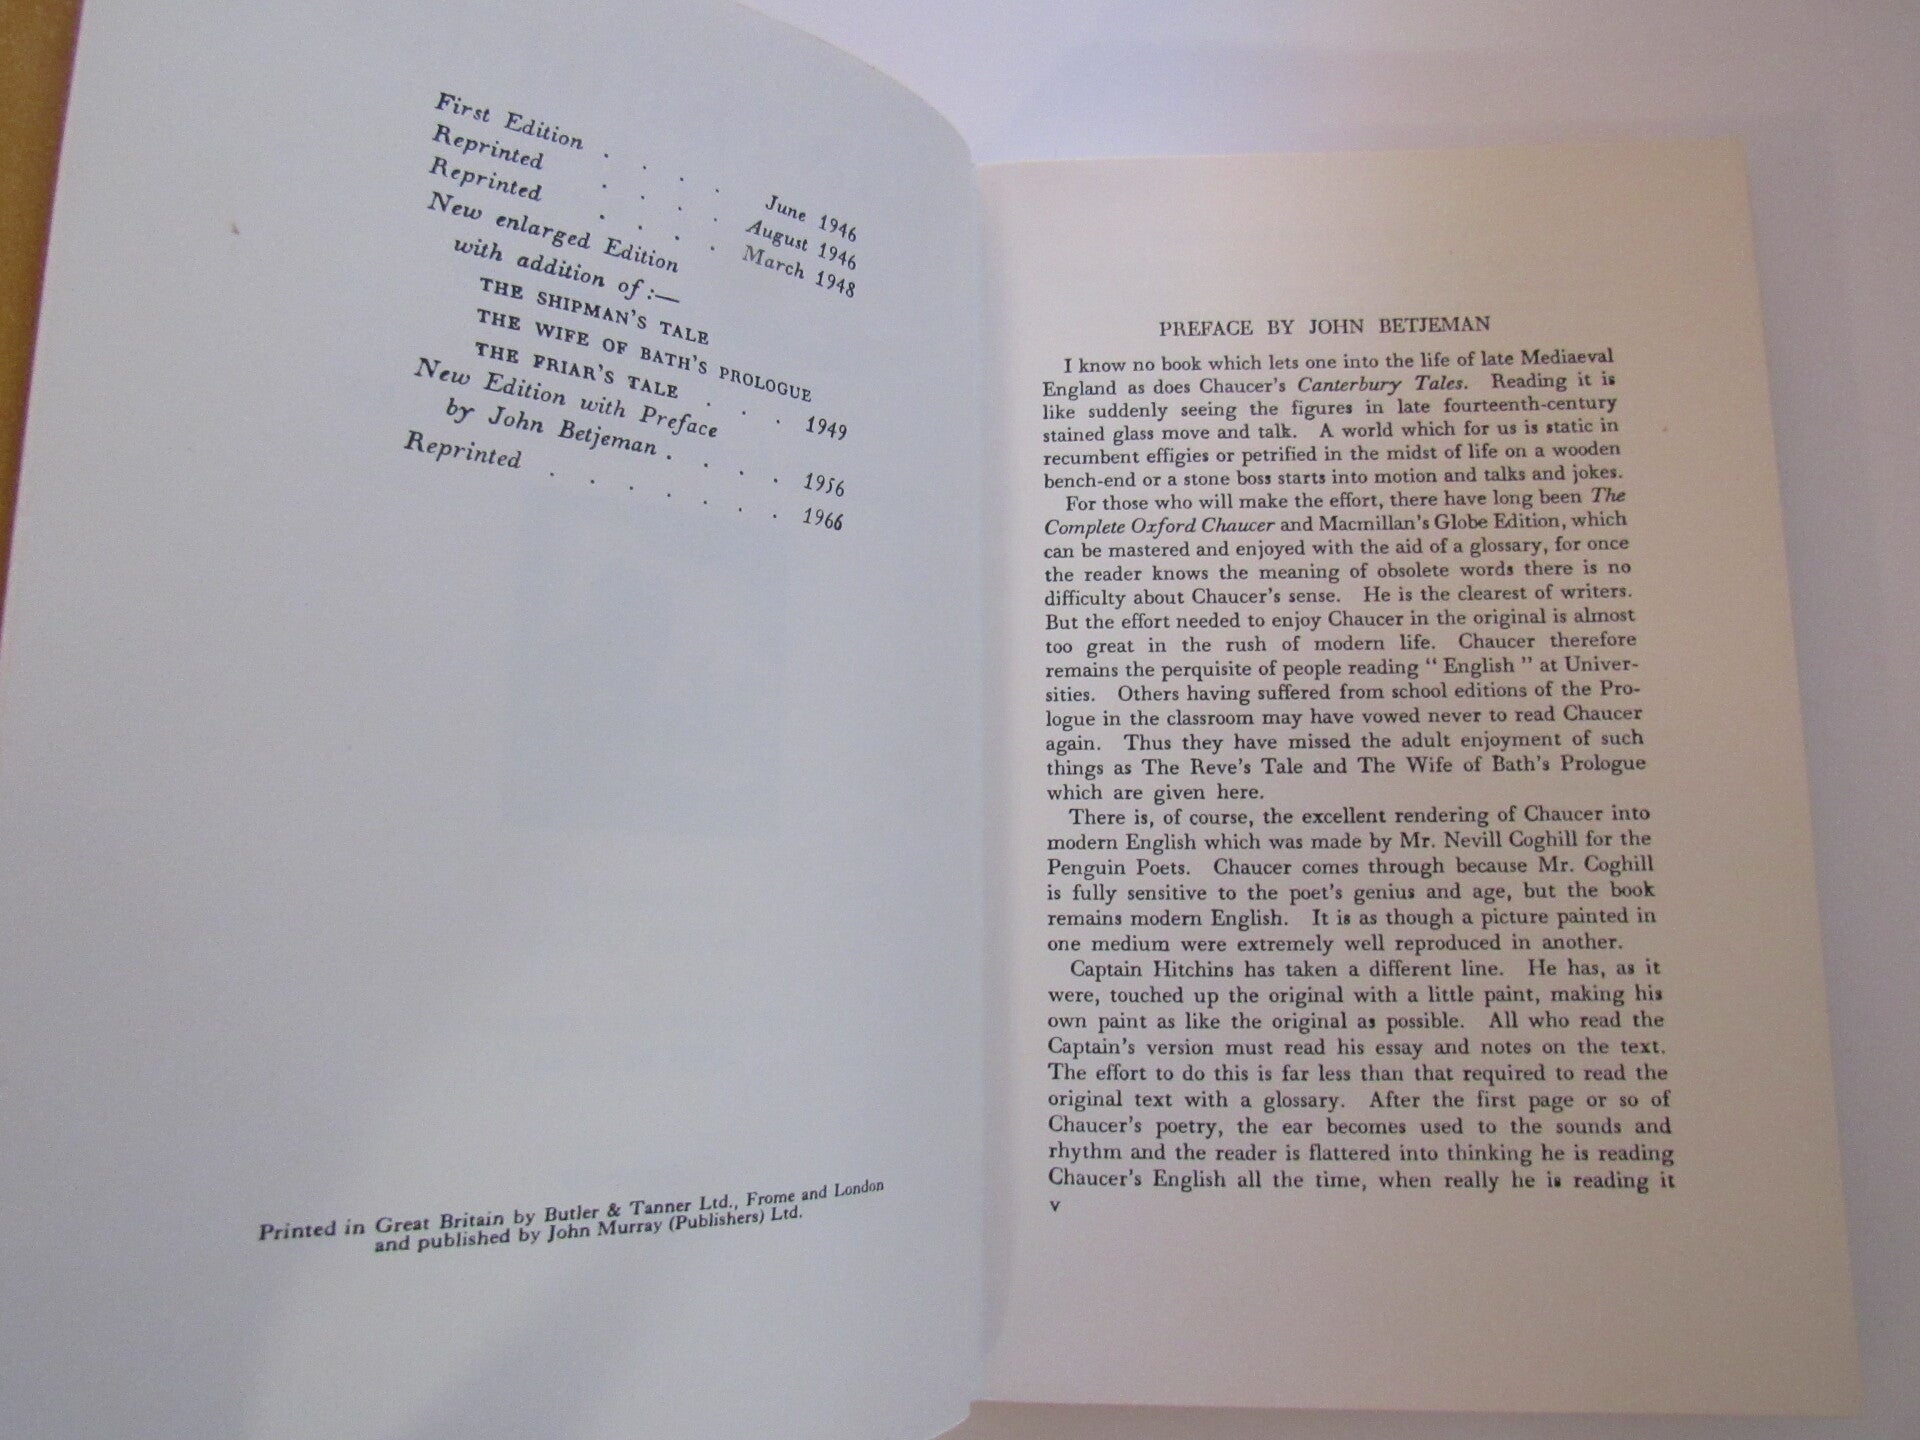 First Edition . . . . June 1946
Reprinted . . . . August 1946
Reprinted . . . . March 1948
New enlarged Edition
with addition of :—
THE SHIPMAN'S TALE
THE WIFE OF BATH'S PROLOGUE
THE FRIAR'S TALE . . . 1949
New Edition with Preface
by John Betjeman . . . . 1956
Reprinted . . . . . . . 1966
Printed in Great Britain by Butler & Tanner Ltd., Frome and London
and published by John Murray (Publishers) Ltd.
PREFACE BY JOHN BETJEMAN
I know no book which lets one into the life of late Mediaeval
England as does Chaucer's Canterbury Tales. Reading it is
like suddenly seeing the figures in late fourteenth-century
stained glass move and talk. A world which for us is static in
recumbent effigies or petrified in the midst of life on a wooden
bench-end or a stone boss starts into motion and talks and jokes.
For those who will make the effort, there have long been The
Complete Oxford Chaucer and Macmillan's Globe Edition, which
can be mastered and enjoyed with the aid of a glossary, for once
the reader knows the meaning of obsolete words there is no
difficulty about Chaucer's sense. He is the clearest of writers.
But the effort needed to enjoy Chaucer in the original is almost
too great in the rush of modern life. Chaucer therefore
remains the perquisite of people reading " English " at Univer-
sities. Others having suffered from school editions of the Pro-
logue in the classroom may have vowed never to read Chaucer
again. Thus they have missed the adult enjoyment of such
things as The Reve's Tale and The Wife of Bath's Prologue
which are given here.
There is, of course, the excellent rendering of Chaucer into
modern English which was made by Mr. Nevill Coghill for the
Penguin Poets. Chaucer comes through because Mr. Coghill
is fully sensitive to the poet's genius and age, but the book
remains modern English. It is as though a picture painted in
one medium were extremely well reproduced in another.
Captain Hitchins has taken a different line. He has, as it
were, touched up the original with a little paint, making his
own paint as like the original as possible. All who read the
Captain's version must read his essay and notes on the text.
The effort to do this is far less than that required to read the
original text with a glossary. After the first page or so of
Chaucer's poetry, the ear becomes used to the sounds and
rhythm and the reader is flattered into thinking he is reading
Chaucer's English all the time, when really he is reading it
v